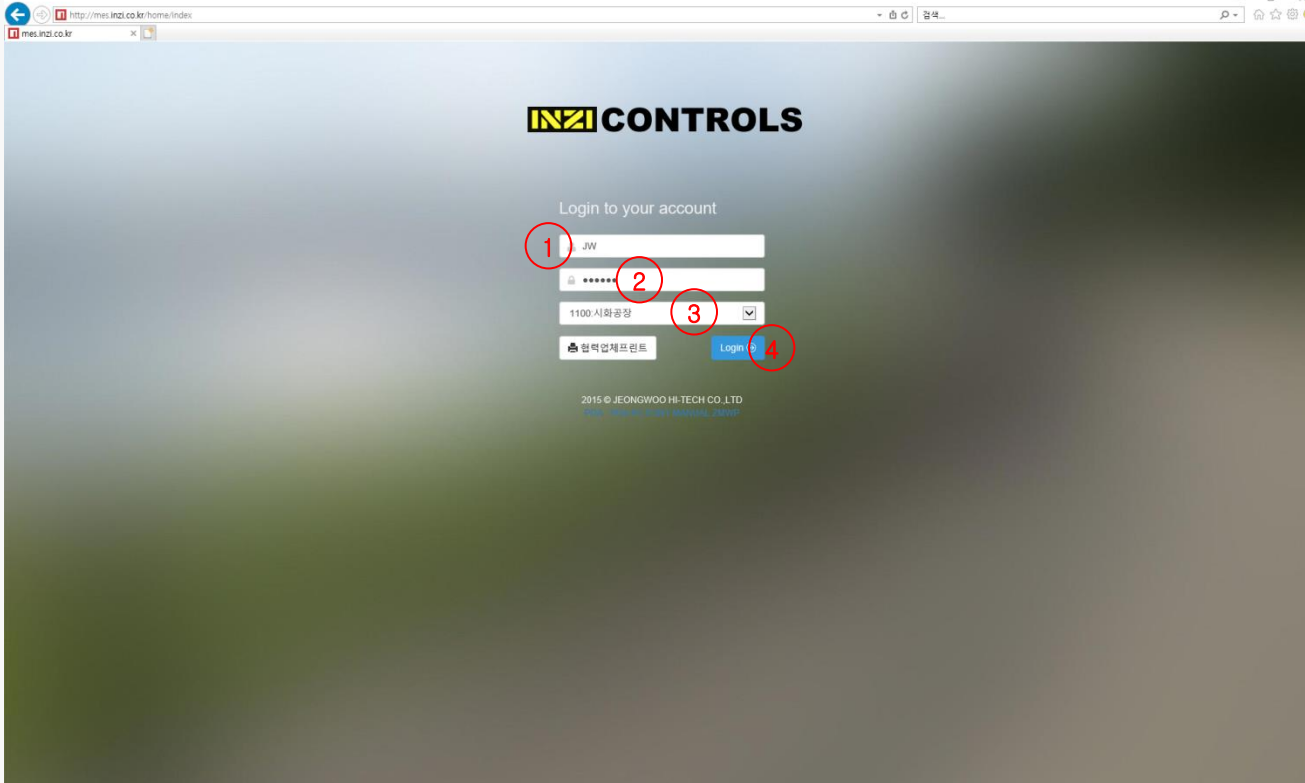 http://mes.inzi.co.kr/home/index
검색...
mes.inzi.co.kr
INZI CONTROLS
Login to your account
1
JW
••••••
2
1100:시화공장
3
협력업체프린트
Login
4
2015 © JEONGWOO HI-TECH CO.,LTD